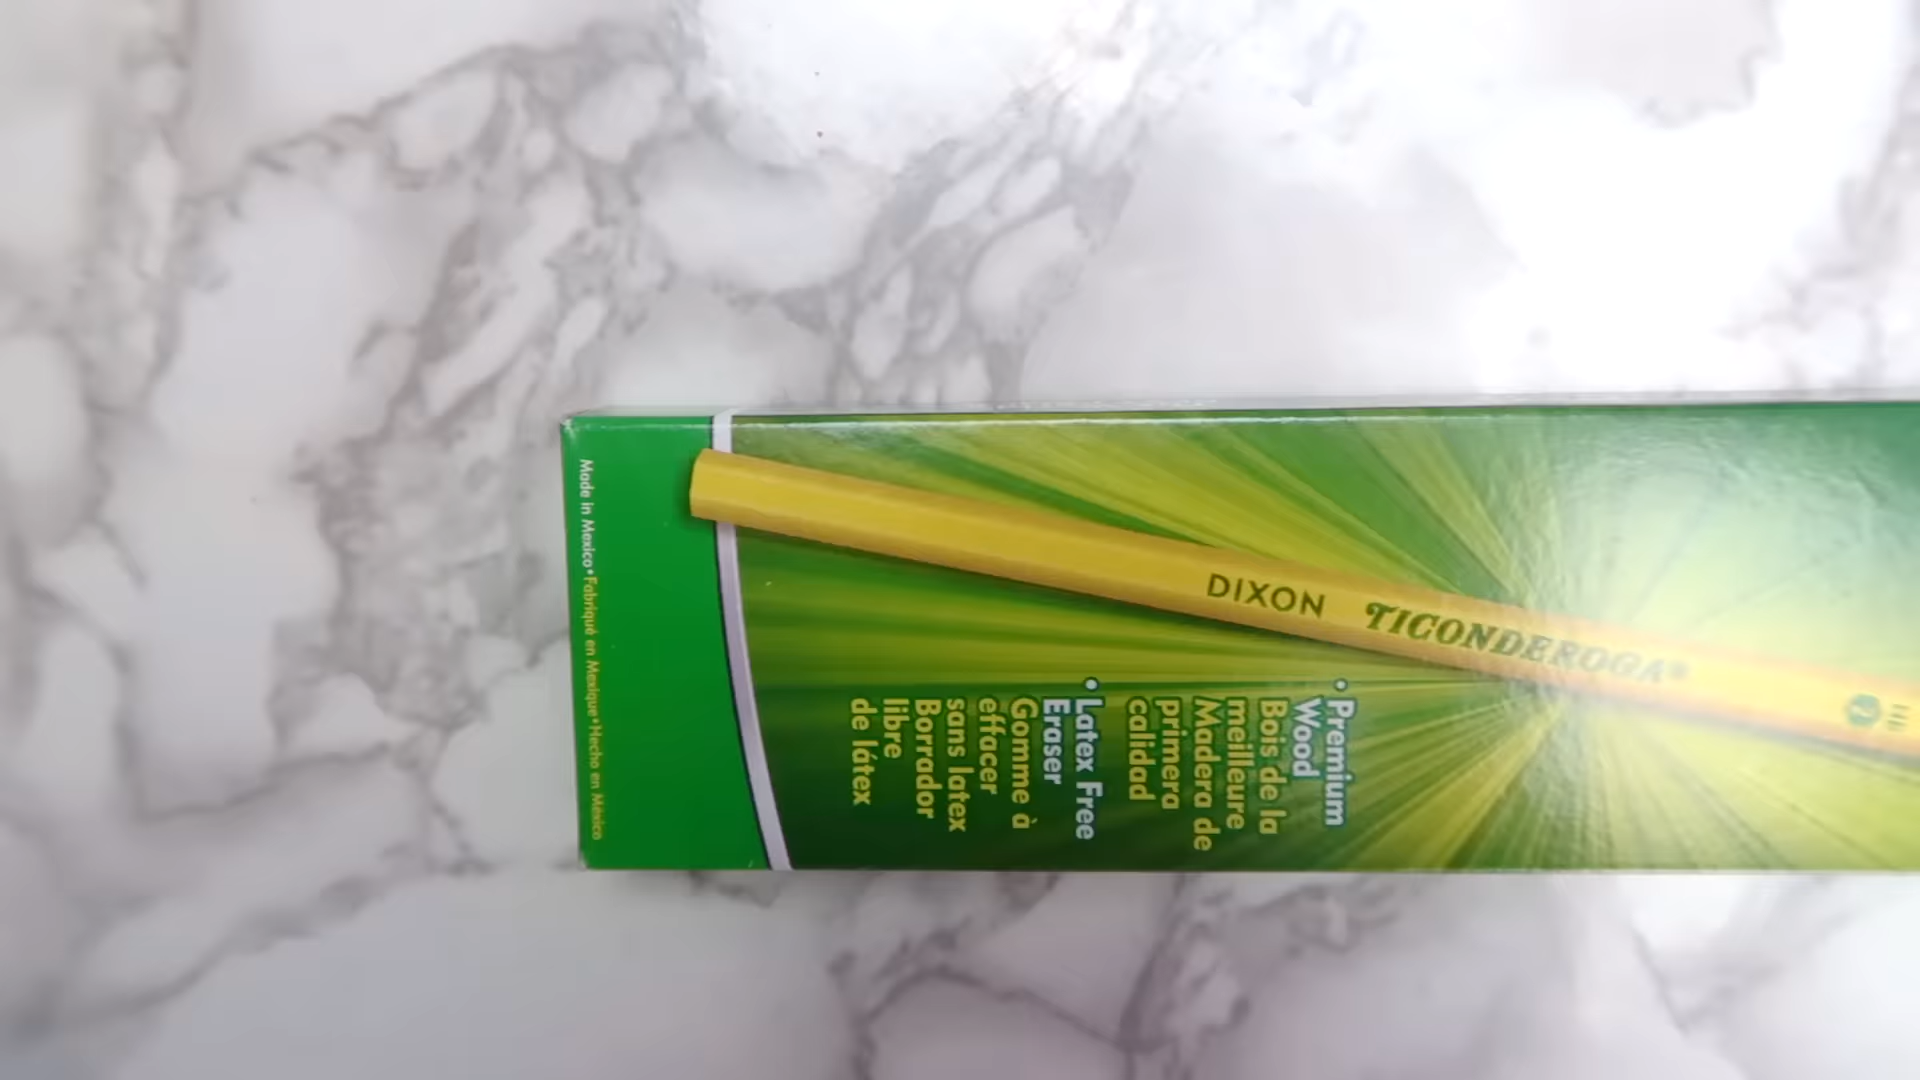 DIXON TICONDEROGA®
• Premium
Wood
Bois de la
meilleure
Madera de
primera
calidad
• Latex Free
Eraser
Gomme à
effacer
sans latex
Borrador
libre
de látex
Made in Mexico•Fabriqué en Mexique•Hecho en México